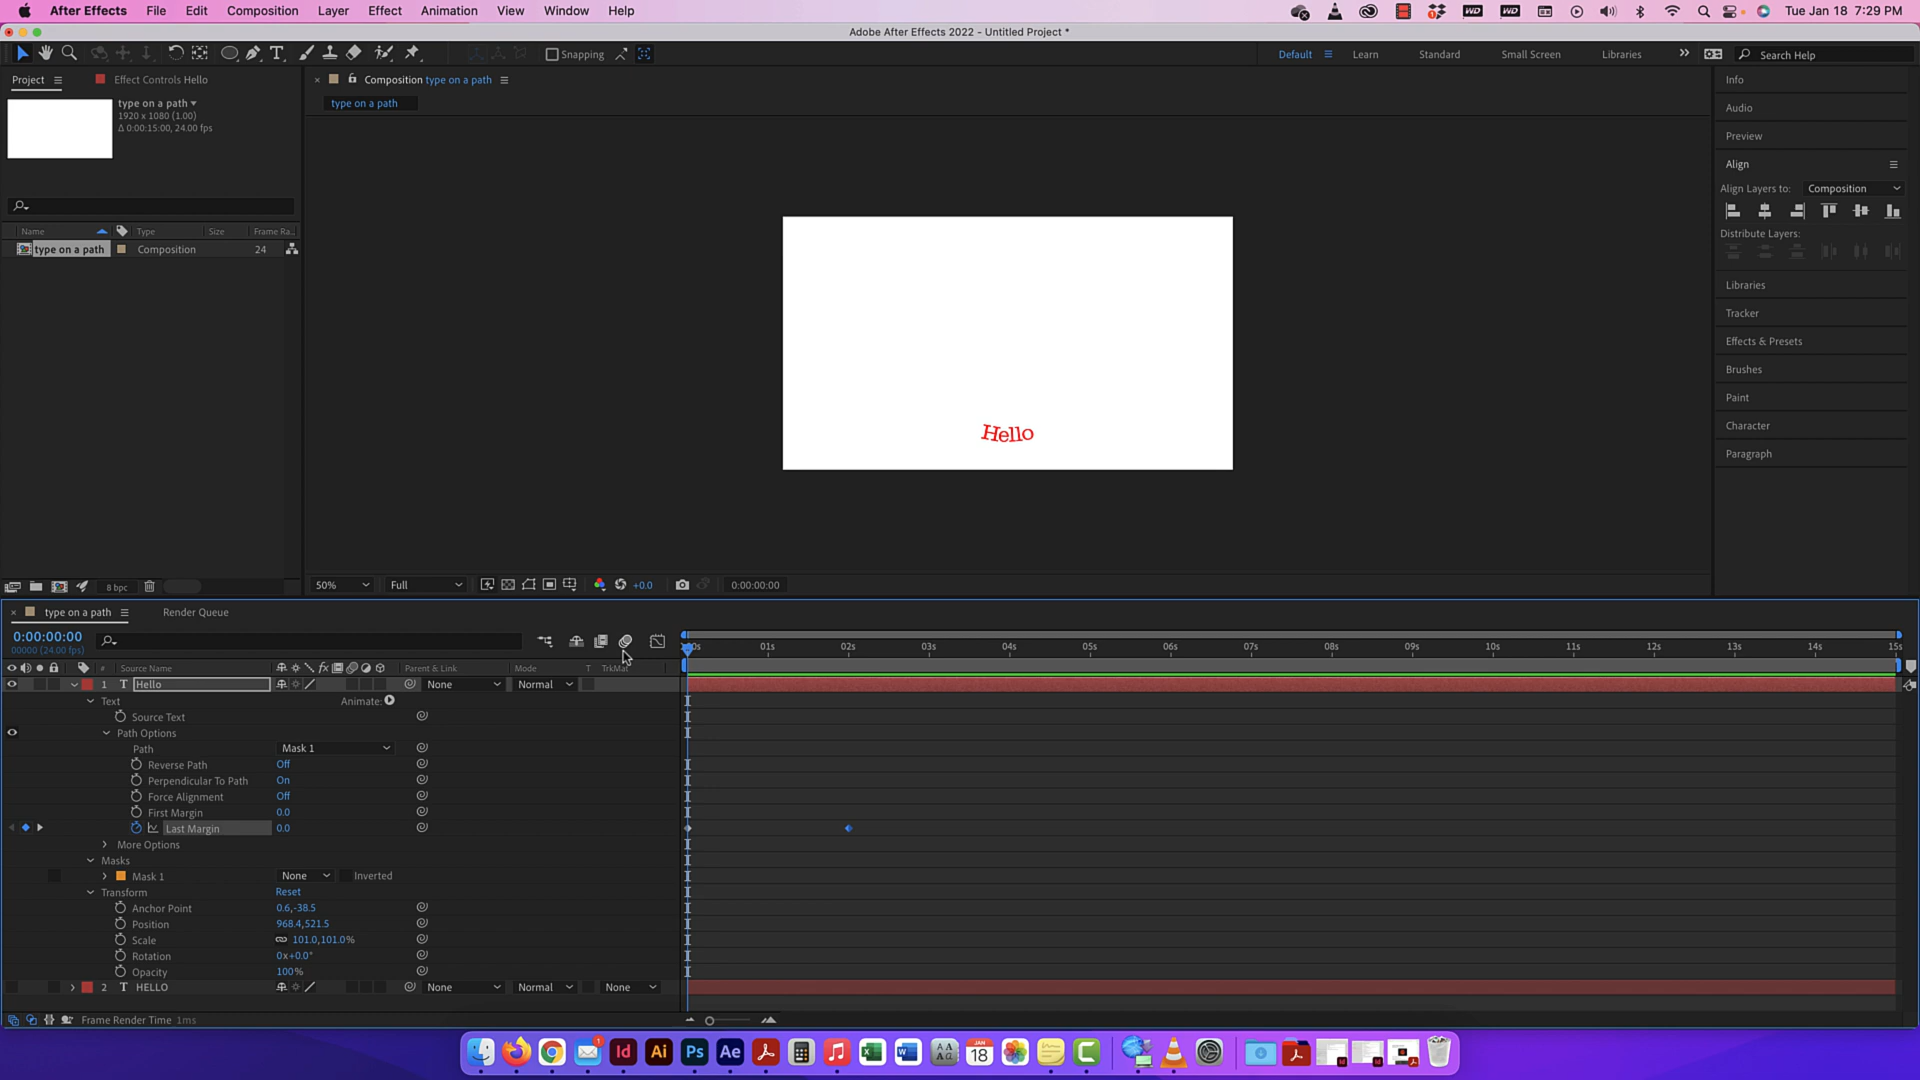 After Effects File Edit Composition Layer Effect Animation View Window Help
Tue Jan 18 7:29 PM
Adobe After Effects 2022 - Untitled Project *
Snapping
Default Learn Standard Small Screen Libraries
Search Help
Project Effect Controls Hello
Composition type on a path
type on a path
type on a path
1920 x 1080 (1.00)
Δ 0:00:15:00, 24.00 fps
Name Type Size Frame Ra..
type on a path Composition 24
Hello
Info
Audio
Preview
Align
Align Layers to: Composition
Distribute Layers:
Libraries
Tracker
Effects & Presets
Brushes
Paint
Character
Paragraph
8 bpc
50% Full +0.0 0:00:00:00
type on a path Render Queue
0:00:00:00
00000 (24.00 fps)
01s 02s 03s 04s 05s 06s 07s 08s 09s 10s 11s 12s 13s 14s 15s
# Source Name Parent & Link Mode T TrkMat
1 T Hello None Normal
Text Animate:
Source Text
Path Options
Path Mask 1
Reverse Path Off
Perpendicular To Path On
Force Alignment Off
First Margin 0.0
Last Margin 0.0
More Options
Masks
Mask 1 None Inverted
Transform Reset
Anchor Point 0.6,-38.5
Position 968.4,521.5
Scale 101.0,101.0%
Rotation 0x+0.0°
Opacity 100%
2 T HELLO None Normal None
Frame Render Time 1ms
Id Ai Ps Ae
JAN
18